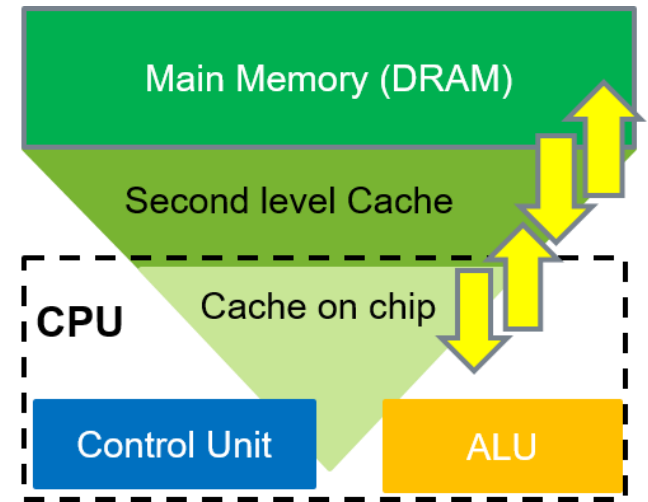 Main Memory (DRAM)
Second level Cache
Cache on chip
CPU
Control Unit
ALU